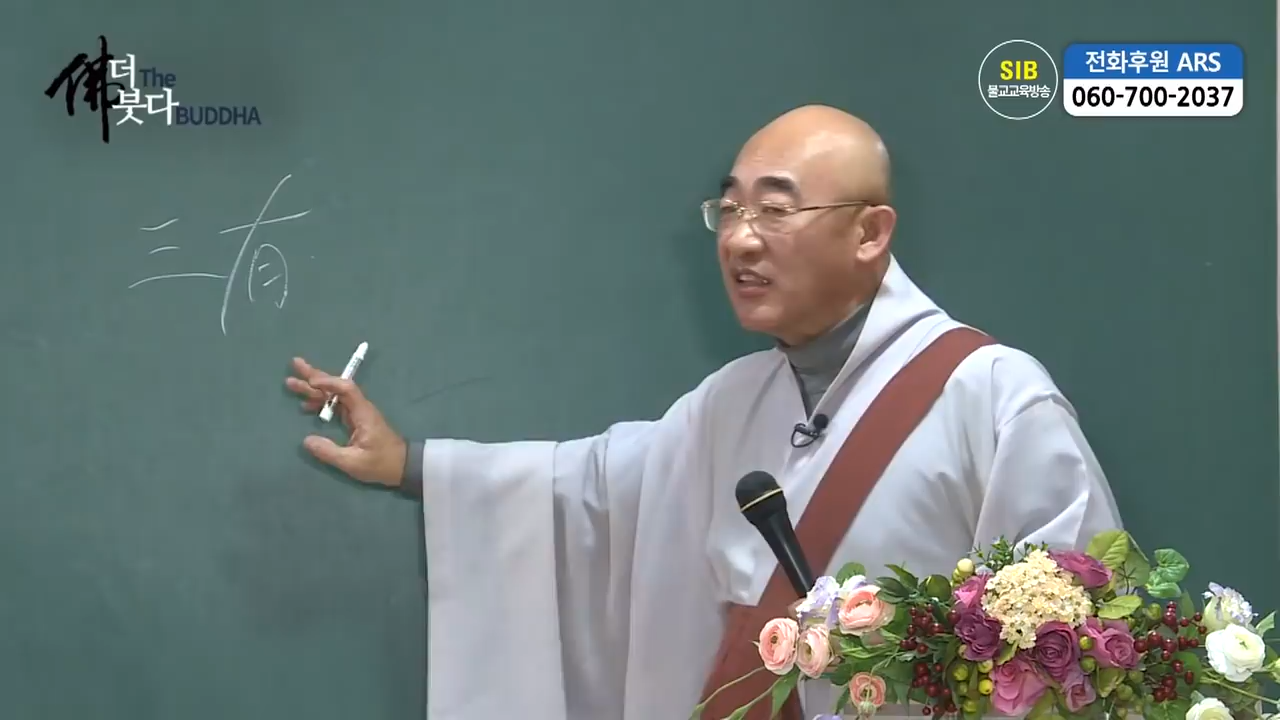 佛 더 The
붓다 BUDDHA
SIB
불교교육방송
전화후원 ARS
060-700-2037
三有